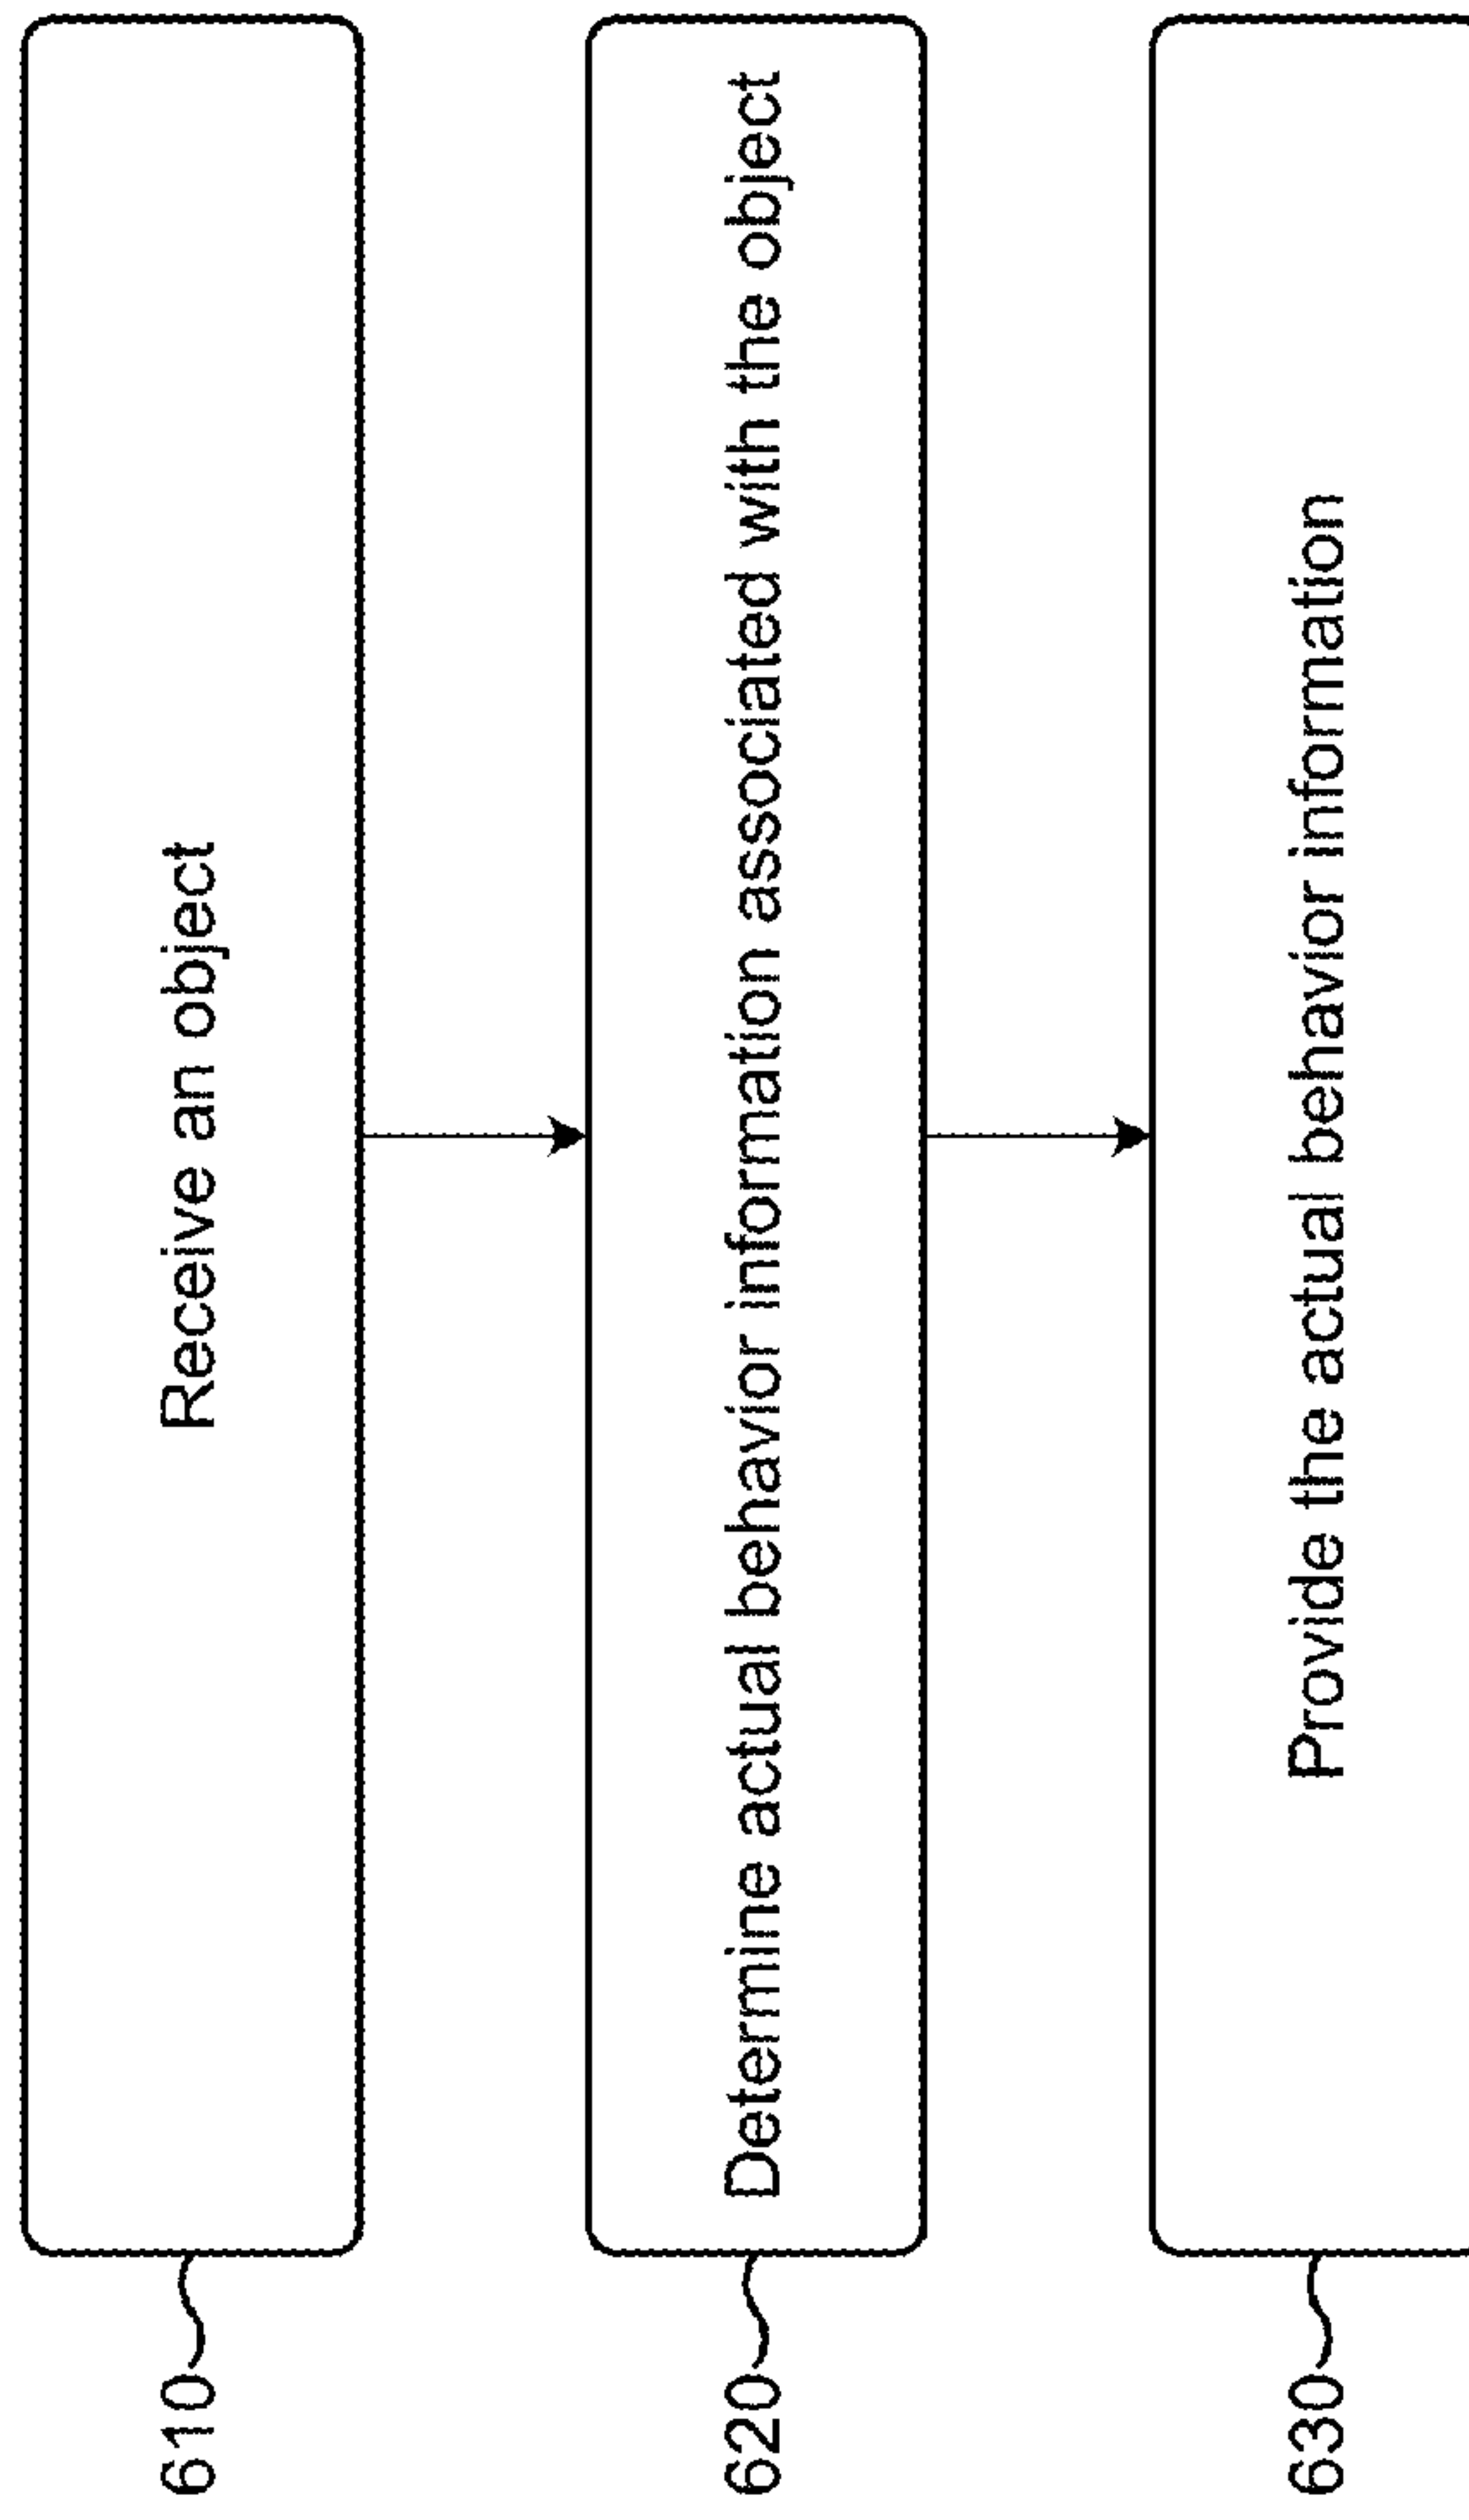 610
Receive an object
620
Determine actual behavior information associated with the object
630
Provide the actual behavior information